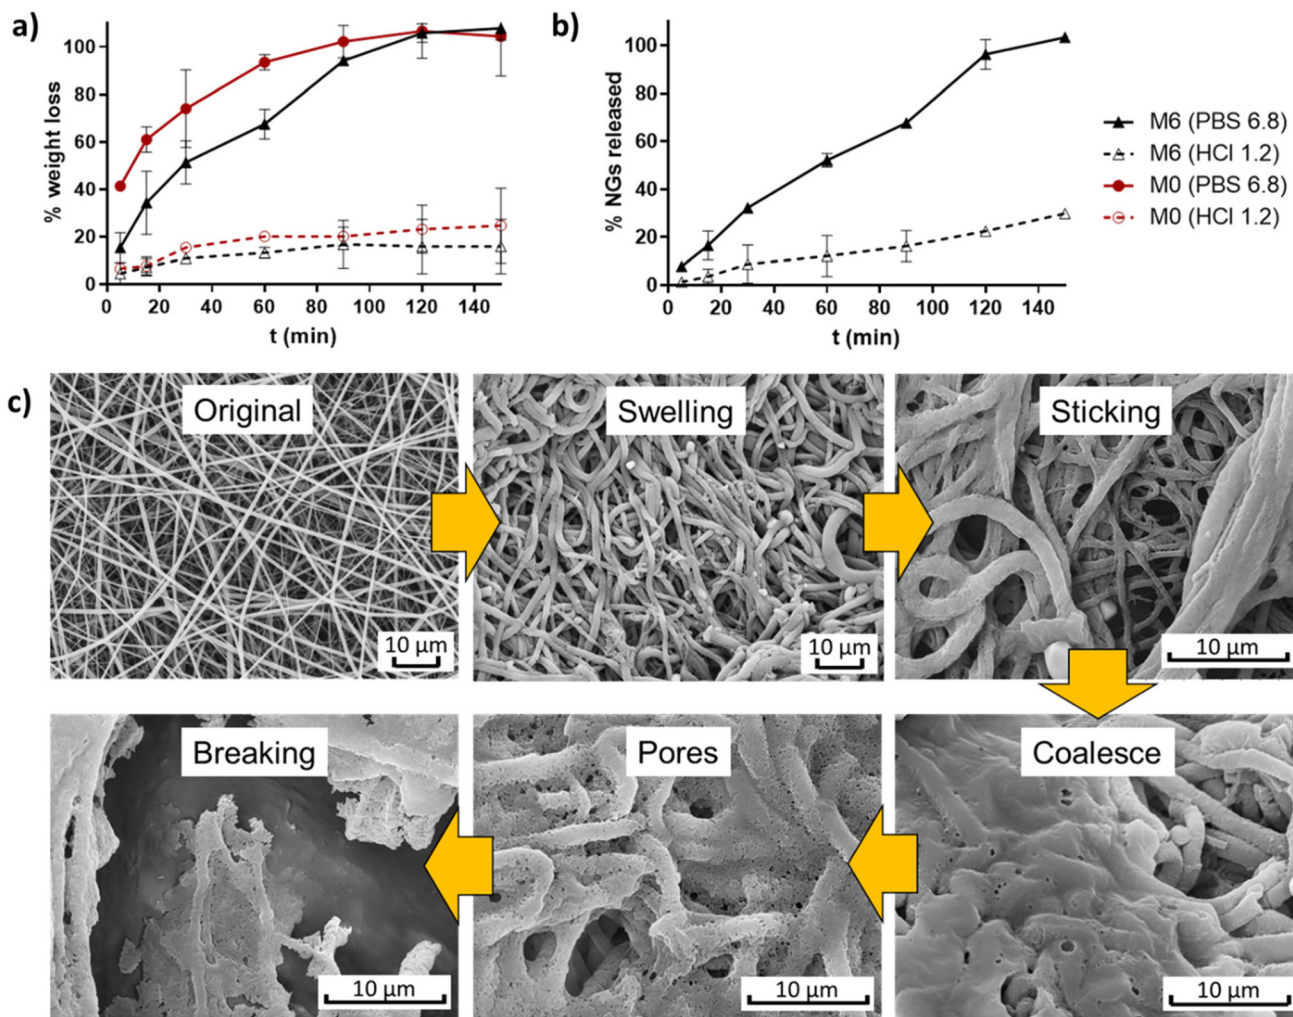 a)
100
80
60
40
20
0
% weight loss
0 20 40 60 80 100 120 140
t (min)
b)
100
80
60
40
20
0
% NGs released
0 20 40 60 80 100 120 140
t (min)
M6 (PBS 6.8)
M6 (HCl 1.2)
M0 (PBS 6.8)
M0 (HCl 1.2)
c)
Original
10 µm
Swelling
10 µm
Sticking
10 µm
Breaking
10 µm
Pores
10 µm
Coalesce
10 µm